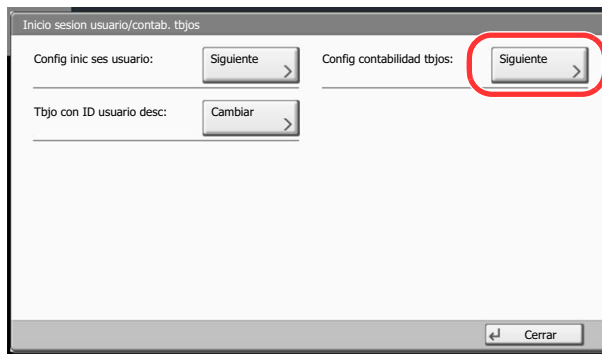 Inicio sesion usuario/contab. tbjos
Config inic ses usuario:
Siguiente
Config contabilidad tbjos:
Siguiente
Tbjo con ID usuario desc:
Cambiar
Cerrar